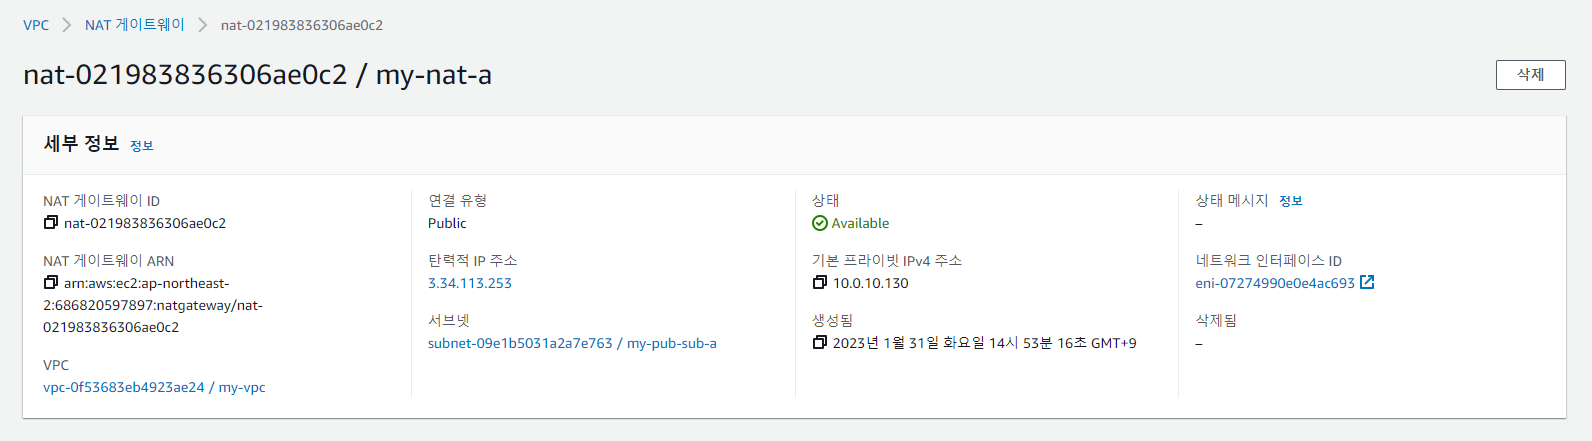 VPC > NAT 게이트웨이 > nat-021983836306ae0c2
nat-021983836306ae0c2 / my-nat-a
삭제
세부 정보 정보
NAT 게이트웨이 ID
nat-021983836306ae0c2
NAT 게이트웨이 ARN
arn:aws:ec2:ap-northeast-
2:686820597897:natgateway/nat-
021983836306ae0c2
VPC
vpc-0f53683eb4923ae24 / my-vpc
연결 유형
Public
탄력적 IP 주소
3.34.113.253
서브넷
subnet-09e1b5031a2a7e763 / my-pub-sub-a
상태
Available
기본 프라이빗 IPv4 주소
10.0.10.130
생성됨
2023년 1월 31일 화요일 14시 53분 16초 GMT+9
상태 메시지 정보
–
네트워크 인터페이스 ID
eni-07274990e0e4ac693
삭제됨
–